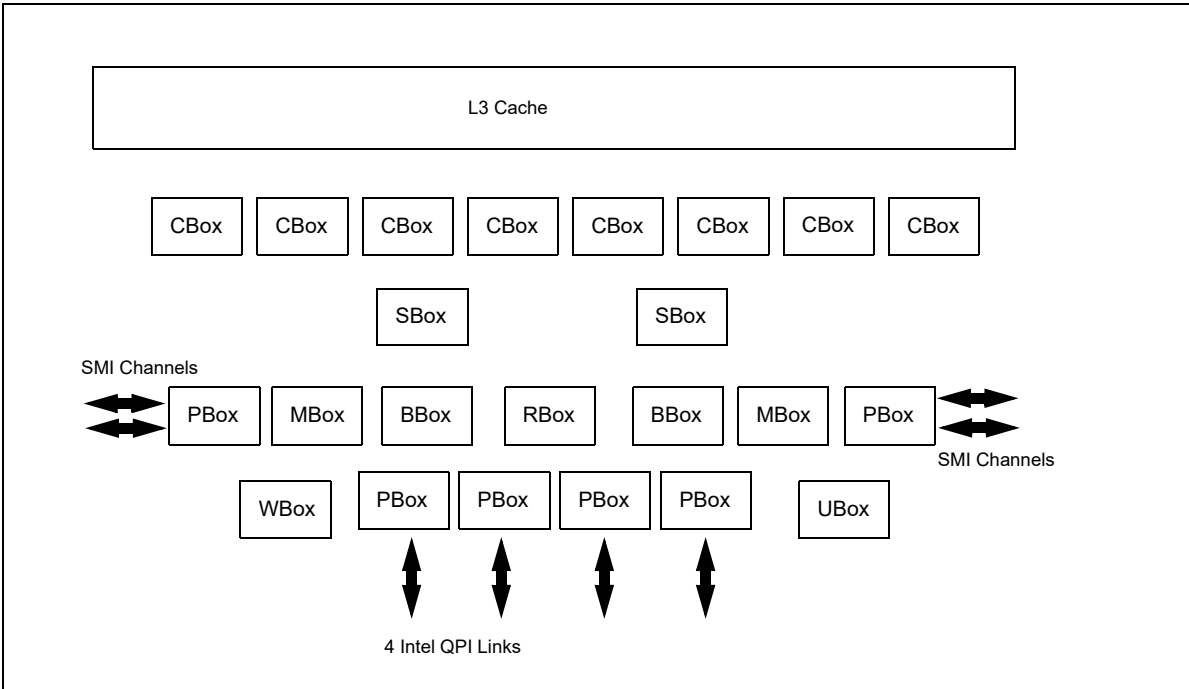 L3 Cache
CBox CBox CBox CBox CBox CBox CBox CBox
SBox SBox
SMI Channels
PBox MBox BBox RBox BBox MBox PBox
SMI Channels
WBox PBox PBox PBox PBox UBox
4 Intel QPI Links